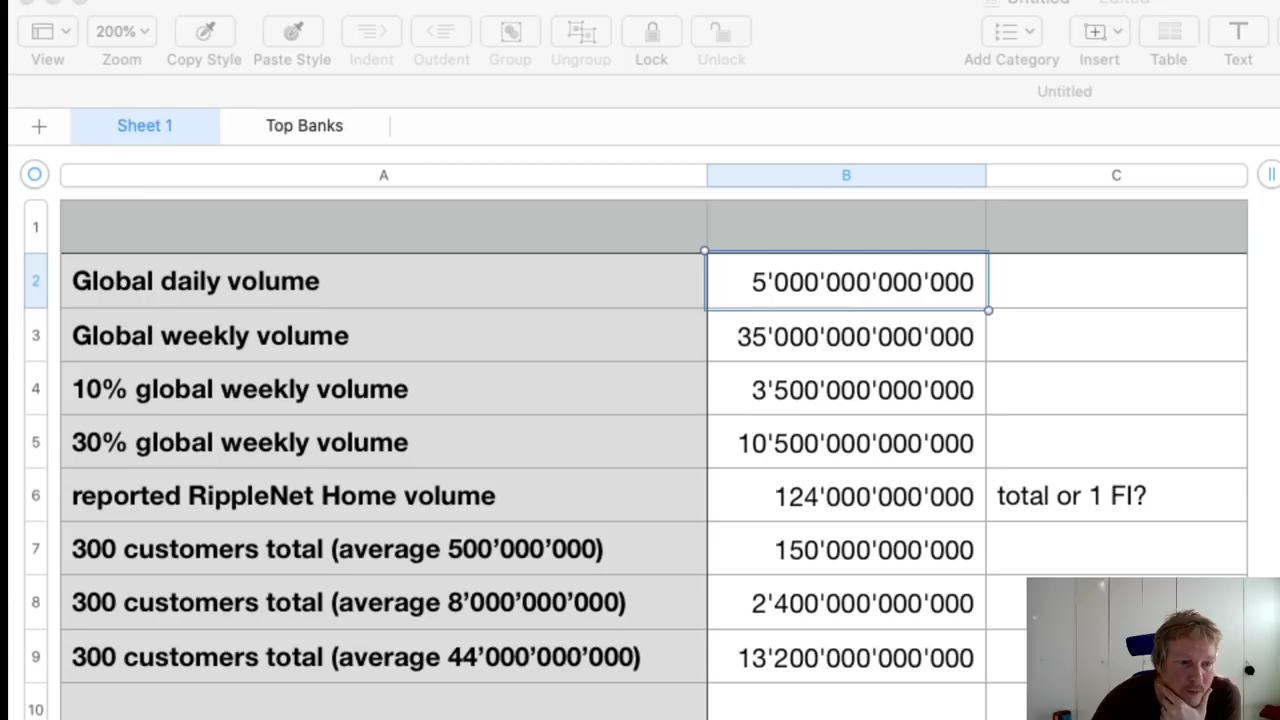 Untitled Edited
200%
View Zoom Copy Style Paste Style Indent Outdent Group Ungroup Lock Unlock Add Category Insert Table Text
Untitled
Sheet 1 Top Banks
A B C
1
2 Global daily volume 5'000'000'000'000
3 Global weekly volume 35'000'000'000'000
4 10% global weekly volume 3'500'000'000'000
5 30% global weekly volume 10'500'000'000'000
6 reported RippleNet Home volume 124'000'000'000 total or 1 FI?
7 300 customers total (average 500’000’000) 150'000'000'000
8 300 customers total (average 8’000’000’000) 2'400'000'000'000
9 300 customers total (average 44’000’000’000) 13'200'000'000'000
10